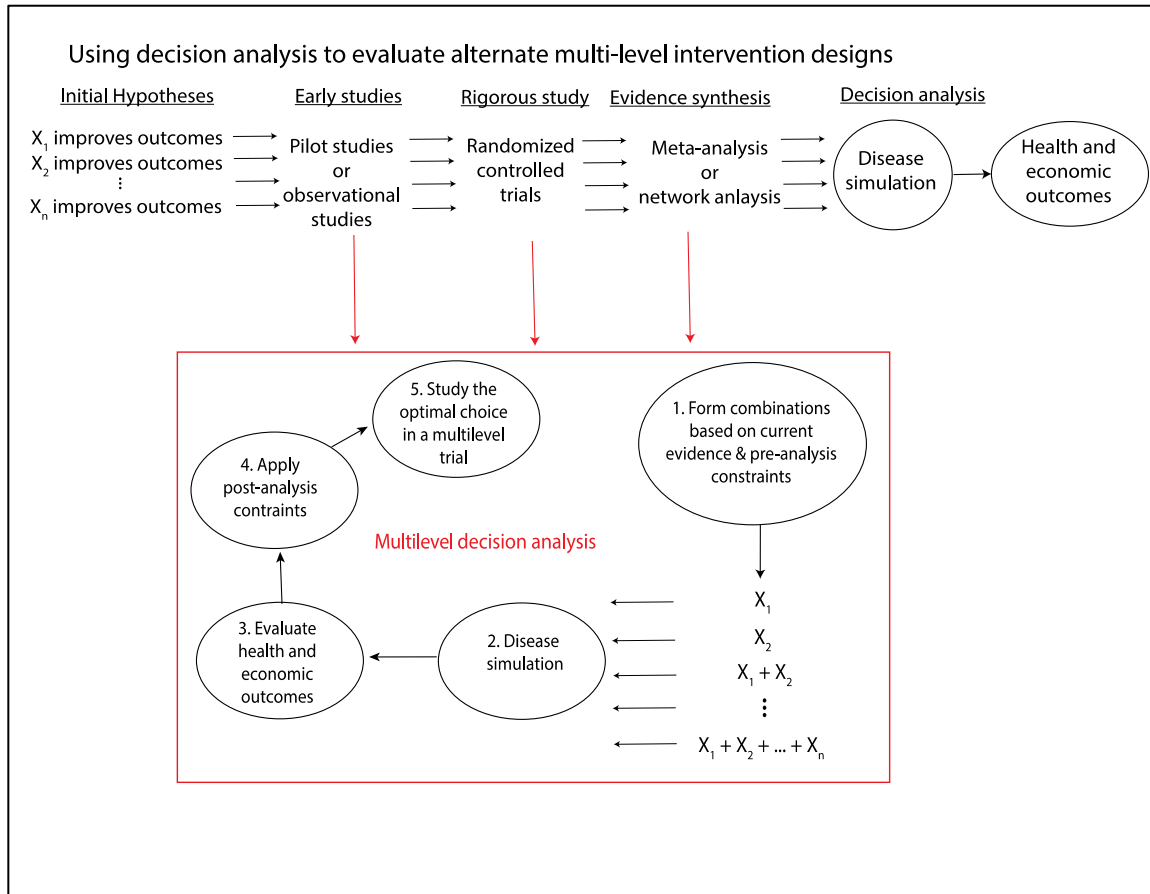 Using decision analysis to evaluate alternate multi-level intervention designs
Initial Hypotheses
Early studies
Rigorous study
Evidence synthesis
Decision analysis
X₁ improves outcomes
X₂ improves outcomes
⋮
Xₙ improves outcomes
Pilot studies
or
observational
studies
Randomized
controlled
trials
Meta-analysis
or
network anlaysis
Disease
simulation
Health and
economic
outcomes
1. Form combinations
based on current
evidence & pre-analysis
constraints
X₁
X₂
X₁ + X₂
⋮
X₁ + X₂ + ... + Xₙ
2. Disease
simulation
3. Evaluate
health and
economic
outcomes
4. Apply
post-analysis
contraints
5. Study the
optimal choice
in a multilevel
trial
Multilevel decision analysis